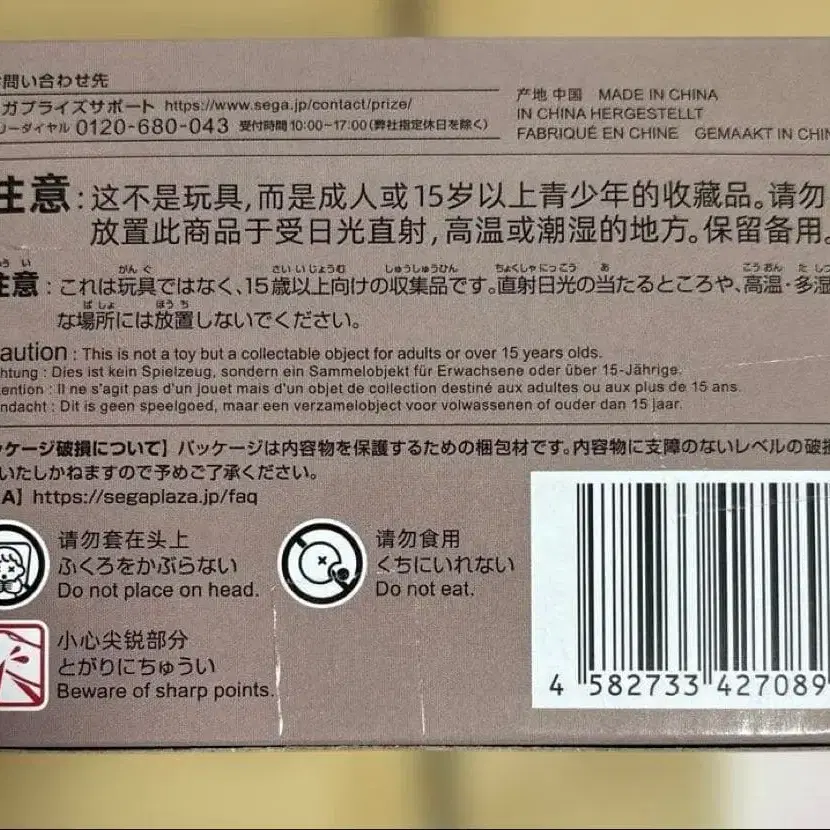 問い合わせ先
ガプライズサポート https://www.sega.jp/contact/prize/
リーダイヤル 0120-680-043 受付時間10:00~17:00(弊社指定休日を除く)
产地 中国 MADE IN CHINA
IN CHINA HERGESTELLT
FABRIQUÉ EN CHINE GEMAAKT IN CHIN
注意:这不是玩具,而是成人或15岁以上青少年的收藏品。请勿
放置此商品于受日光直射,高温或潮湿的地方。保留备用。
注意:これは玩具ではなく、15歳以上向けの収集品です。直射日光の当たるところや、高温・多湿
な場所には放置しないでください。
aution : This is not a toy but a collectable object for adults or over 15 years olds.
htung : Dies ist kein Spielzeug, sondern ein Sammelobjekt für Erwachsene oder über 15-Jährige.
tention : Il ne s'agit pas d'un jouet mais d'un objet de collection destiné aux adultes ou aux plus de 15 ans.
ndacht : Dit is geen speelgoed, maar een verzamelobject voor volwassenen of ouder dan 15 jaar.
ッケージ破損について】パッケージは内容物を保護するための梱包材です。内容物に支障のないレベルの破損
いたしかねますので予めご了承ください。
A】https://segaplaza.jp/faq
请勿套在头上
ふくろをかぶらない
Do not place on head.
请勿食用
くちにいれない
Do not eat.
小心尖锐部分
とがりにちゅうい
Beware of sharp points.
4 582733 427089